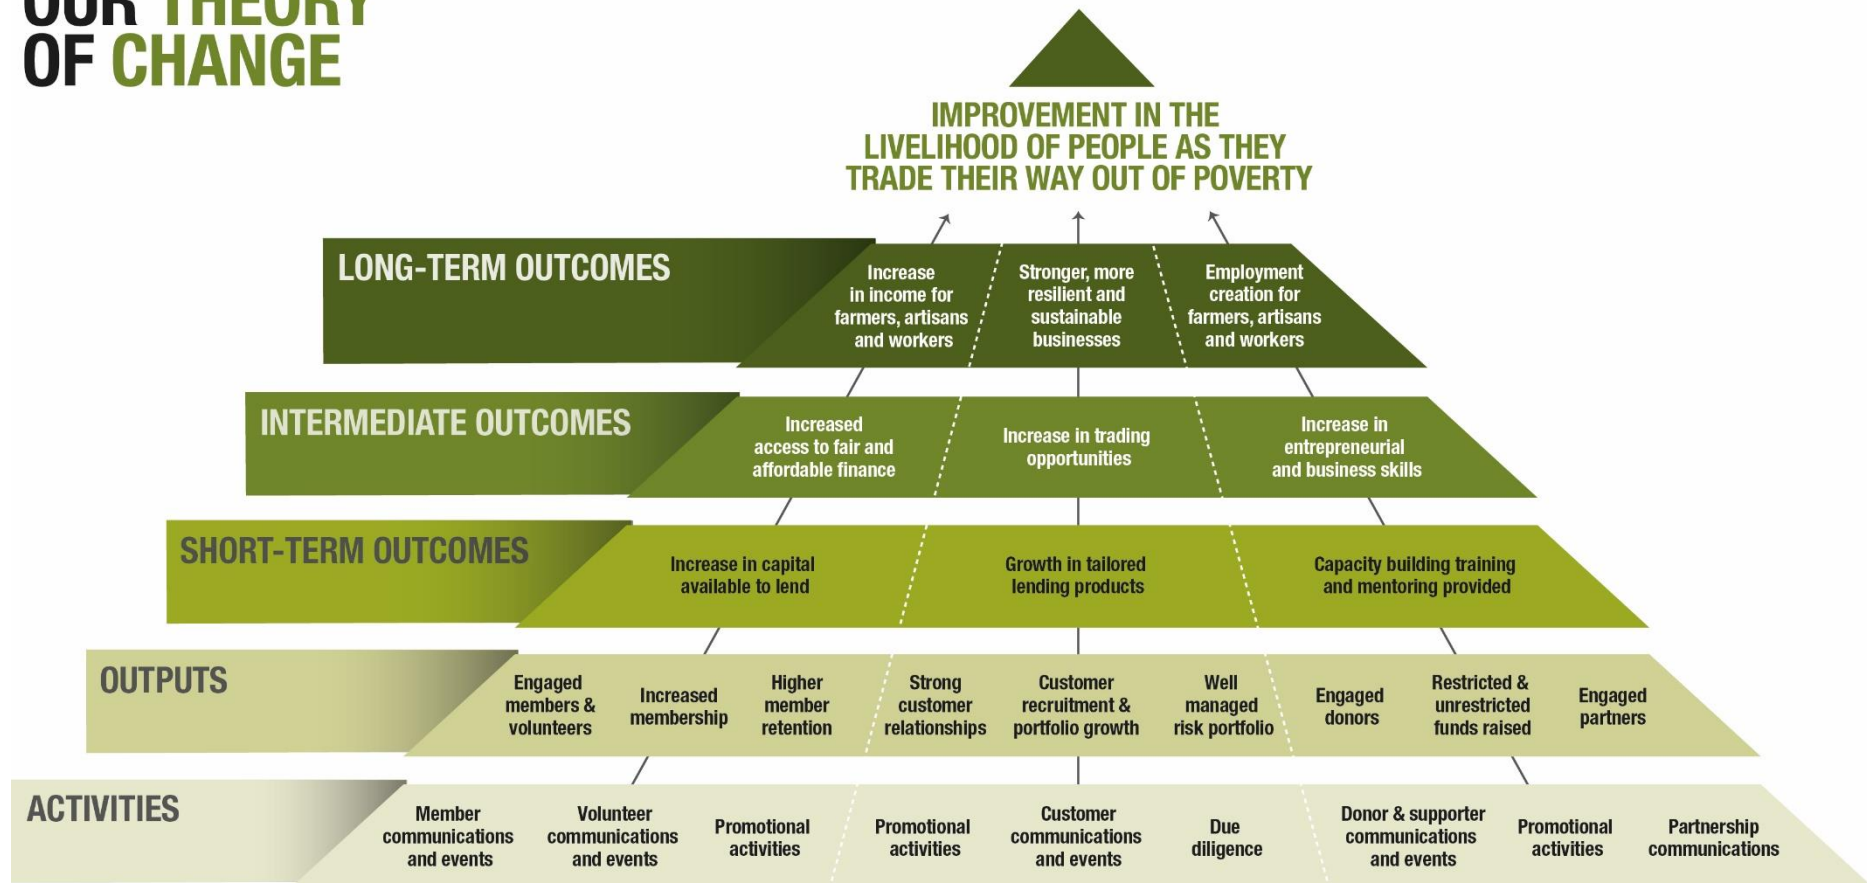 OUR THEORY
OF CHANGE
IMPROVEMENT IN THE
LIVELIHOOD OF PEOPLE AS THEY
TRADE THEIR WAY OUT OF POVERTY
LONG-TERM OUTCOMES
Increase
in income for
farmers, artisans
and workers
Stronger, more
resilient and
sustainable
businesses
Employment
creation for
farmers, artisans
and workers
INTERMEDIATE OUTCOMES
Increased
access to fair and
affordable finance
Increase in trading
opportunities
Increase in
entrepreneurial
and business skills
SHORT-TERM OUTCOMES
Increase in capital
available to lend
Growth in tailored
lending products
Capacity building training
and mentoring provided
OUTPUTS
Engaged
members &
volunteers
Increased
membership
Higher
member
retention
Strong
customer
relationships
Customer
recruitment &
portfolio growth
Well
managed
risk portfolio
Engaged
donors
Restricted &
unrestricted
funds raised
Engaged
partners
ACTIVITIES
Member
communications
and events
Volunteer
communications
and events
Promotional
activities
Promotional
activities
Customer
communications
and events
Due
diligence
Donor & supporter
communications
and events
Promotional
activities
Partnership
communications